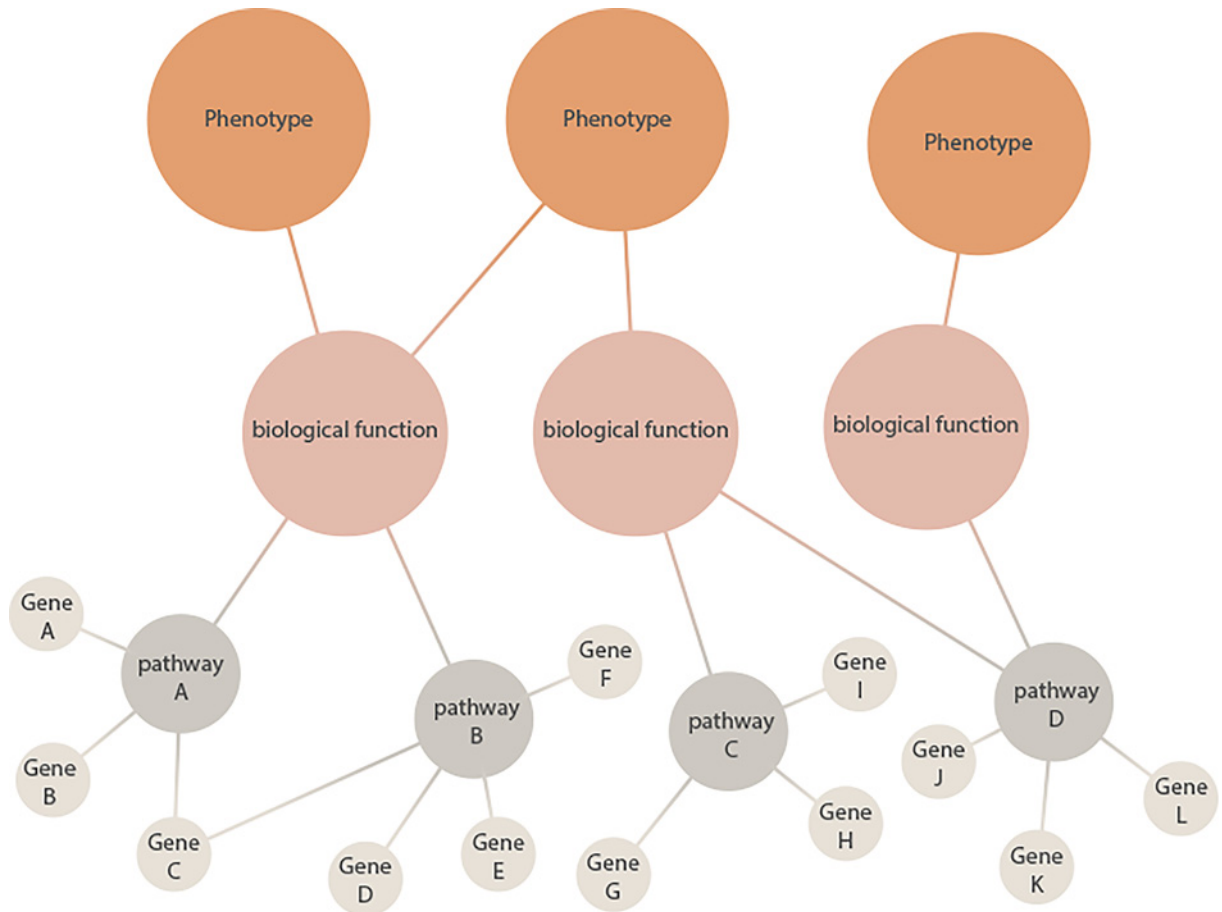 Phenotype
Phenotype
Phenotype
biological function
biological function
biological function
Gene
A
pathway
A
Gene
B
Gene
C
pathway
B
Gene
F
Gene
D
Gene
E
pathway
C
Gene
I
Gene
H
Gene
G
pathway
D
Gene
J
Gene
K
Gene
L